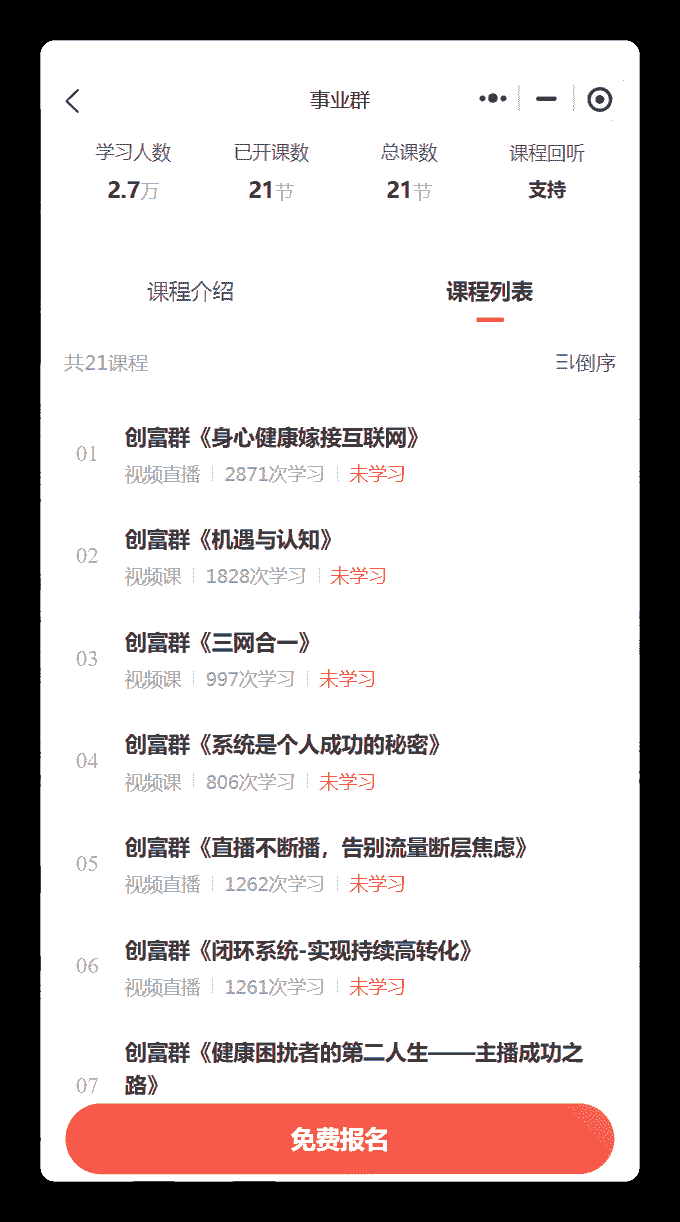 事业群
学习人数 已开课数 总课数 课程回听
2.7万 21节 21节 支持
课程介绍 课程列表
共21课程 倒序
01 创富群《身心健康嫁接互联网》
视频直播 2871次学习 未学习
02 创富群《机遇与认知》
视频课 1828次学习 未学习
03 创富群《三网合一》
视频课 997次学习 未学习
04 创富群《系统是个人成功的秘密》
视频课 806次学习 未学习
05 创富群《直播不断播，告别流量断层焦虑》
视频直播 1262次学习 未学习
06 创富群《闭环系统-实现持续高转化》
视频直播 1261次学习 未学习
07 创富群《健康困扰者的第二人生——主播成功之
路》
免费报名